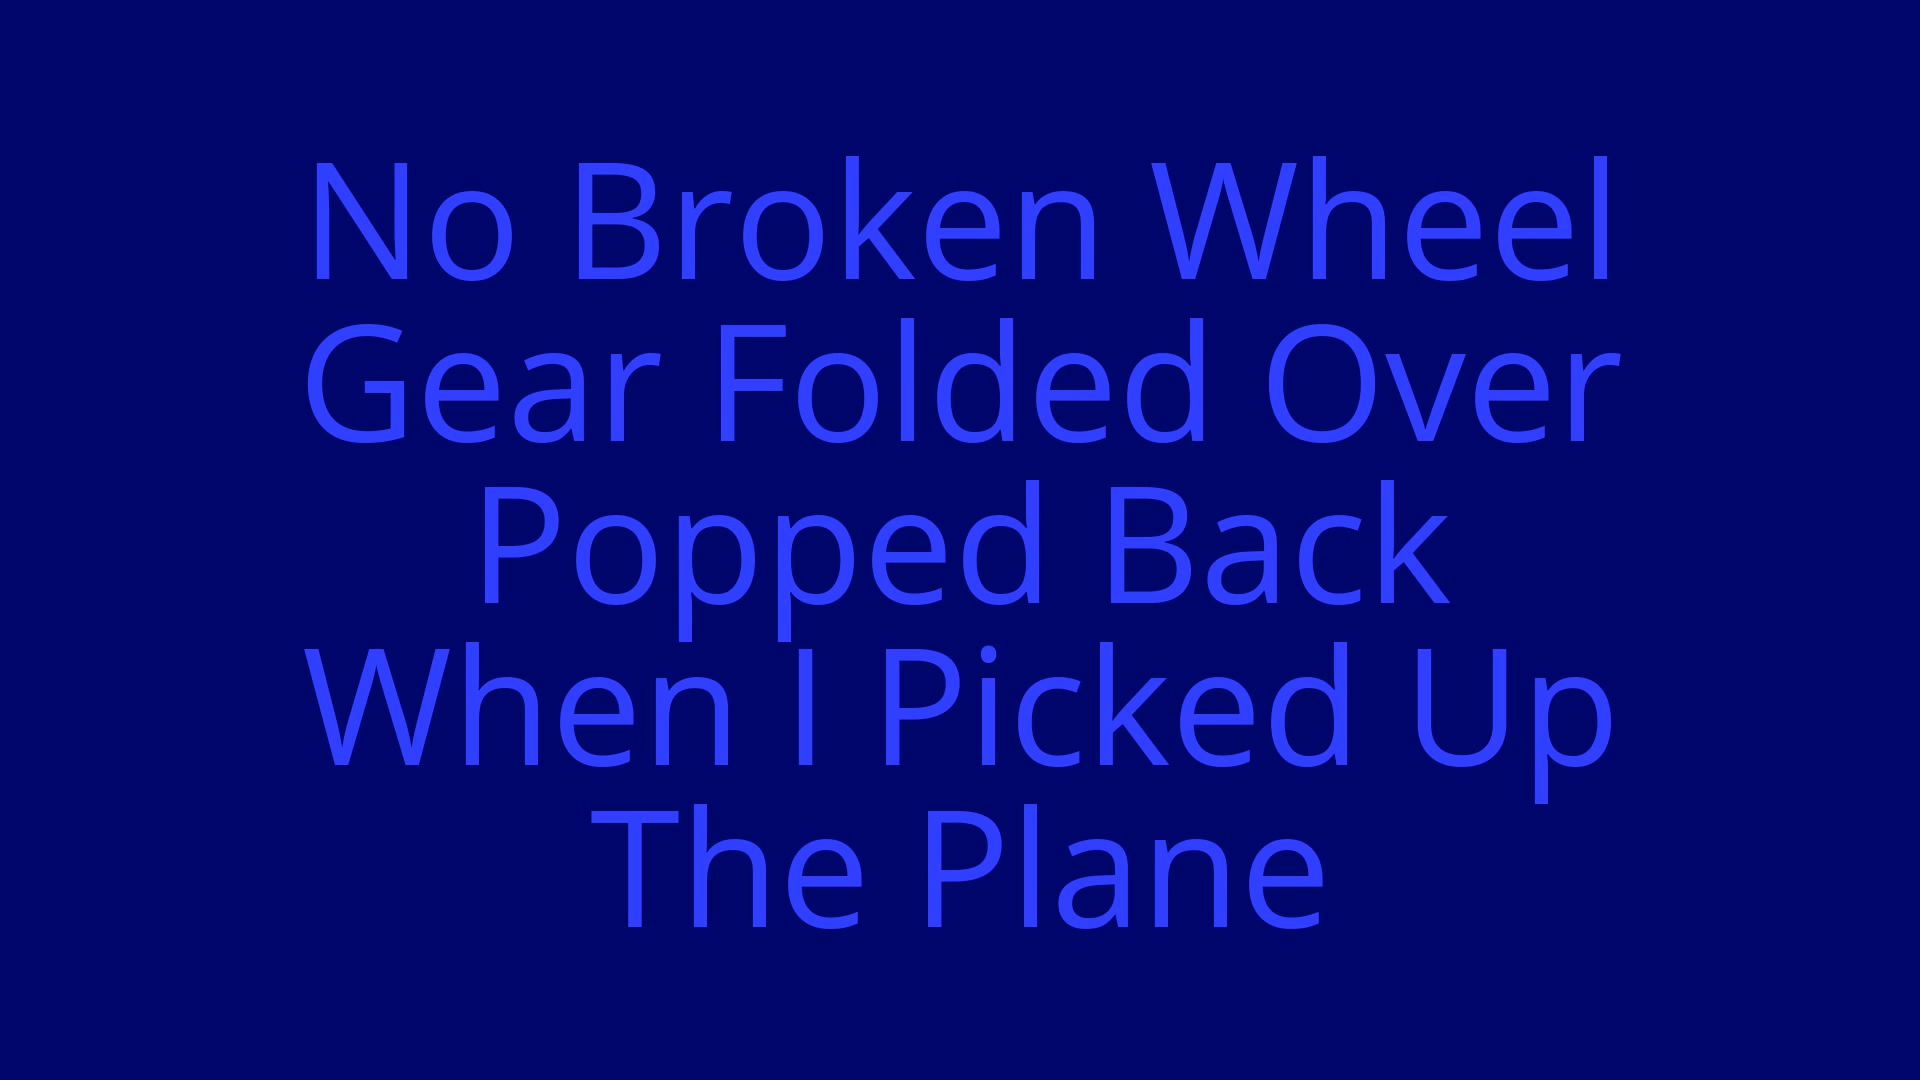 No Broken Wheel
Gear Folded Over
Popped Back
When I Picked Up
The Plane